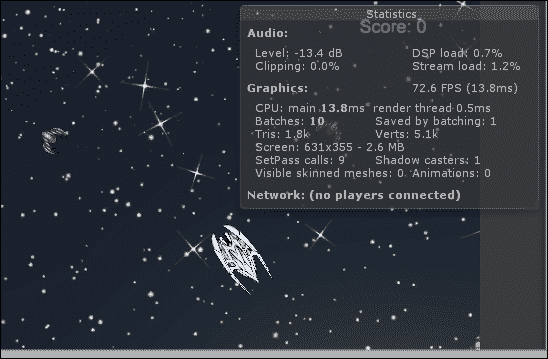 Statistics
Score: 0
Audio:
Level: -13.4 dB DSP load: 0.7%
Clipping: 0.0% Stream load: 1.2%
Graphics: 72.6 FPS (13.8ms)
CPU: main 13.8ms render thread 0.5ms
Batches: 10 Saved by batching: 1
Tris: 1.8k Verts: 5.1k
Screen: 631x355 - 2.6 MB
SetPass calls: 9 Shadow casters: 1
Visible skinned meshes: 0 Animations: 0
Network: (no players connected)